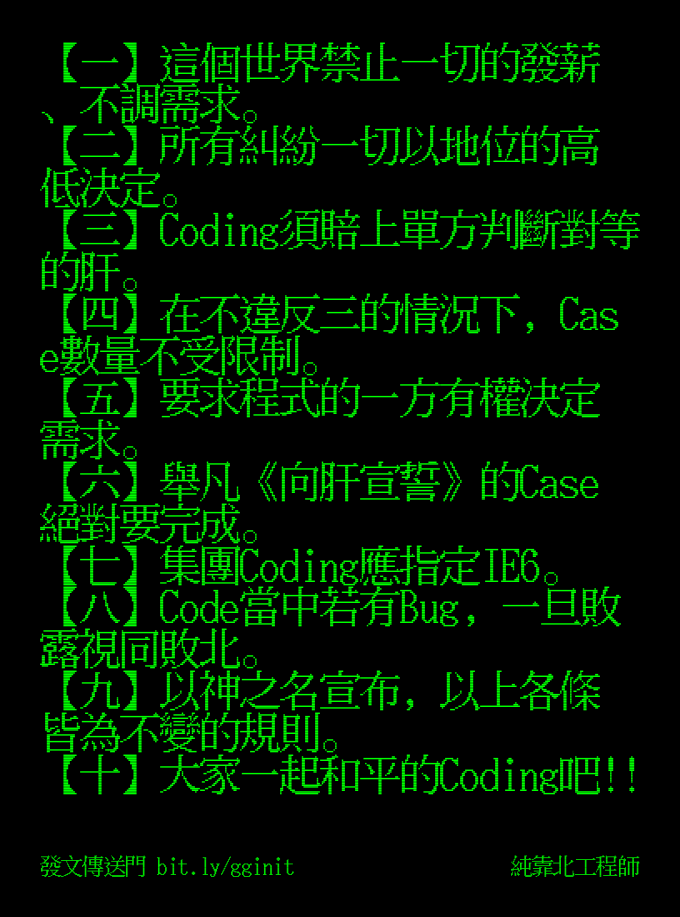 【一】這個世界禁止一切的發薪
、不調需求。
【二】所有糾紛一切以地位的高
低決定。
【三】Coding須賠上單方判斷對等
的肝。
【四】在不違反三的情況下, Cas
e數量不受限制。
【五】要求程式的一方有權決定
需求。
【六】舉凡《向肝宣誓》的Case
絕對要完成。
【七】集團Coding應指定IE6。
【八】Code當中若有Bug, 一旦敗
露視同敗北。
【九】以神之名宣布, 以上各條
皆為不變的規則。
【十】大家一起和平的Coding吧!!
發文傳送門 bit.ly/gginit
純靠北工程師